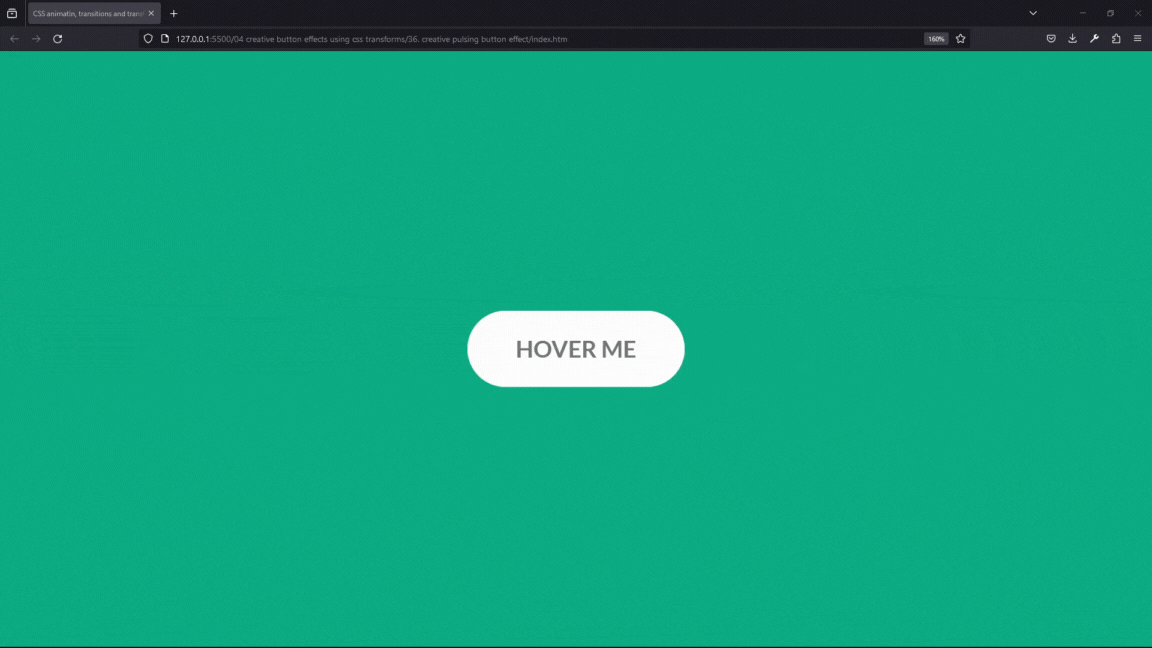 CSS animatin, transitions and trans
127.0.0.1:5500/04 creative button effects using css transforms/36. creative pulsing button effect/index.htm
160%
HOVER ME